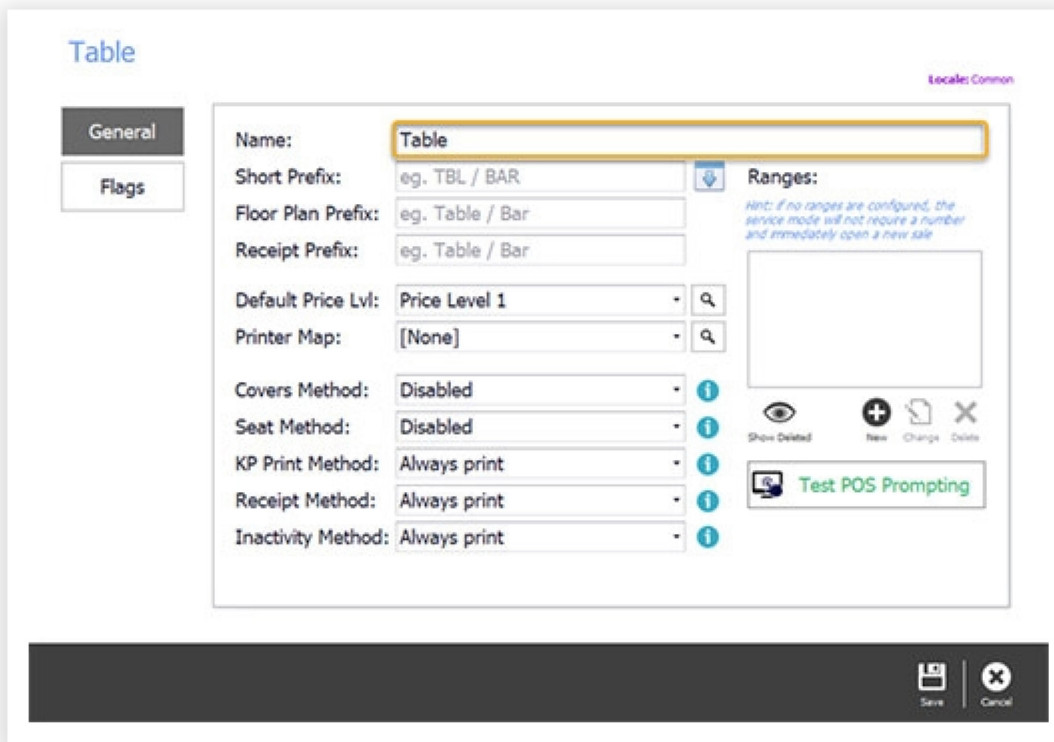 Table
Locale: Common
General
Flags
Name: Table
Short Prefix: eg. TBL / BAR
Floor Plan Prefix: eg. Table / Bar
Receipt Prefix: eg. Table / Bar
Default Price Lvl: Price Level 1
Printer Map: [None]
Covers Method: Disabled
Seat Method: Disabled
KP Print Method: Always print
Receipt Method: Always print
Inactivity Method: Always print
Ranges:
Hint: if no ranges are configured, the
service mode will not require a number
and immediately open a new sale
Show Deleted
New Change Delete
Test POS Prompting
Save Cancel